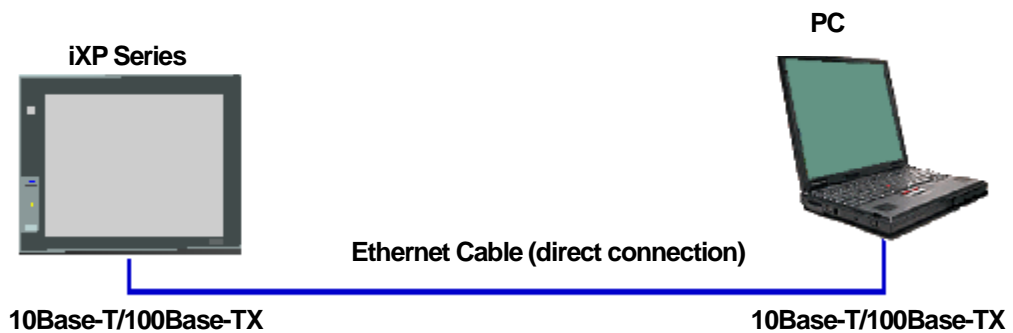 PC
iXP Series
Ethernet Cable (direct connection)
10Base-T/100Base-TX
10Base-T/100Base-TX